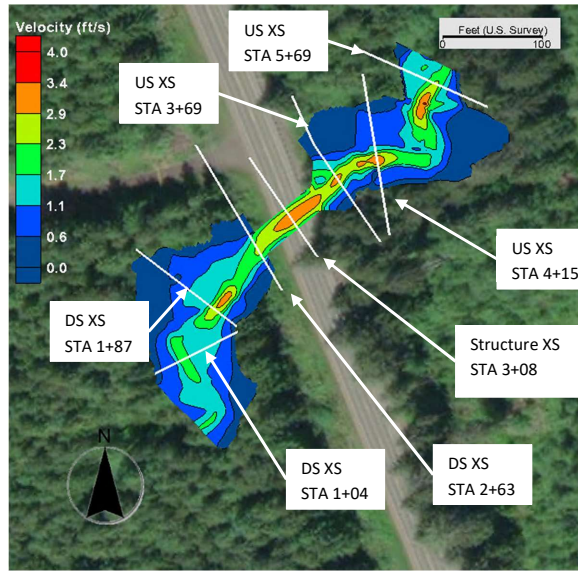 Velocity (ft/s)
4.0
3.4
2.9
2.3
1.7
1.1
0.6
0.0
US XS
STA 5+69
Feet (U.S. Survey)
0 100
US XS
STA 3+69
US XS
STA 4+15
DS XS
STA 1+87
Structure XS
STA 3+08
N
DS XS
STA 1+04
DS XS
STA 2+63